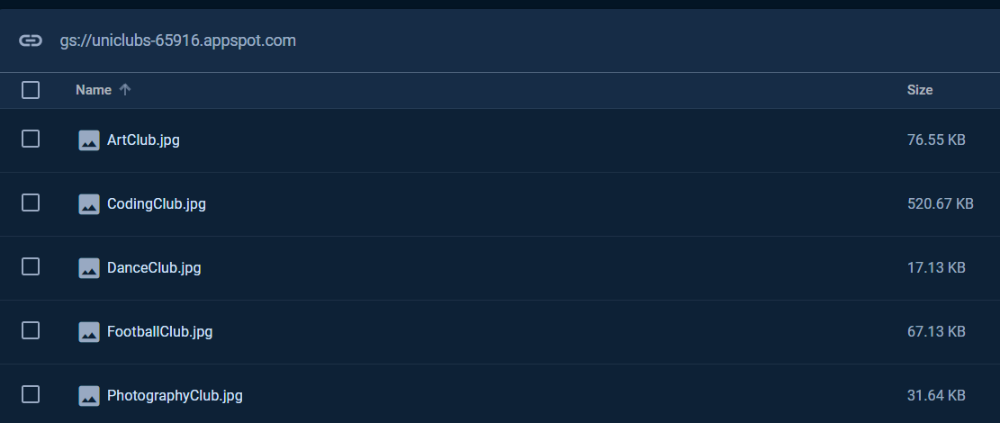 gs://uniclubs-65916.appspot.com
Name Size
ArtClub.jpg 76.55 KB
CodingClub.jpg 520.67 KB
DanceClub.jpg 17.13 KB
FootballClub.jpg 67.13 KB
PhotographyClub.jpg 31.64 KB